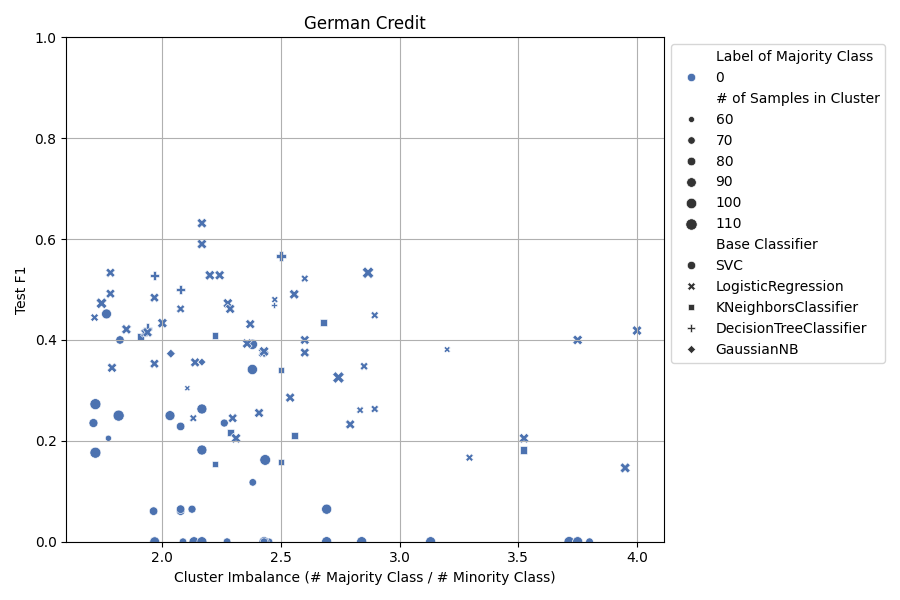 German Credit
Test F1
1.0
0.8
0.6
0.4
0.2
0.0
2.0
2.5
3.0
3.5
4.0
Cluster Imbalance (# Majority Class / # Minority Class)
Label of Majority Class
0
# of Samples in Cluster
60
70
80
90
100
110
Base Classifier
SVC
LogisticRegression
KNeighborsClassifier
DecisionTreeClassifier
GaussianNB